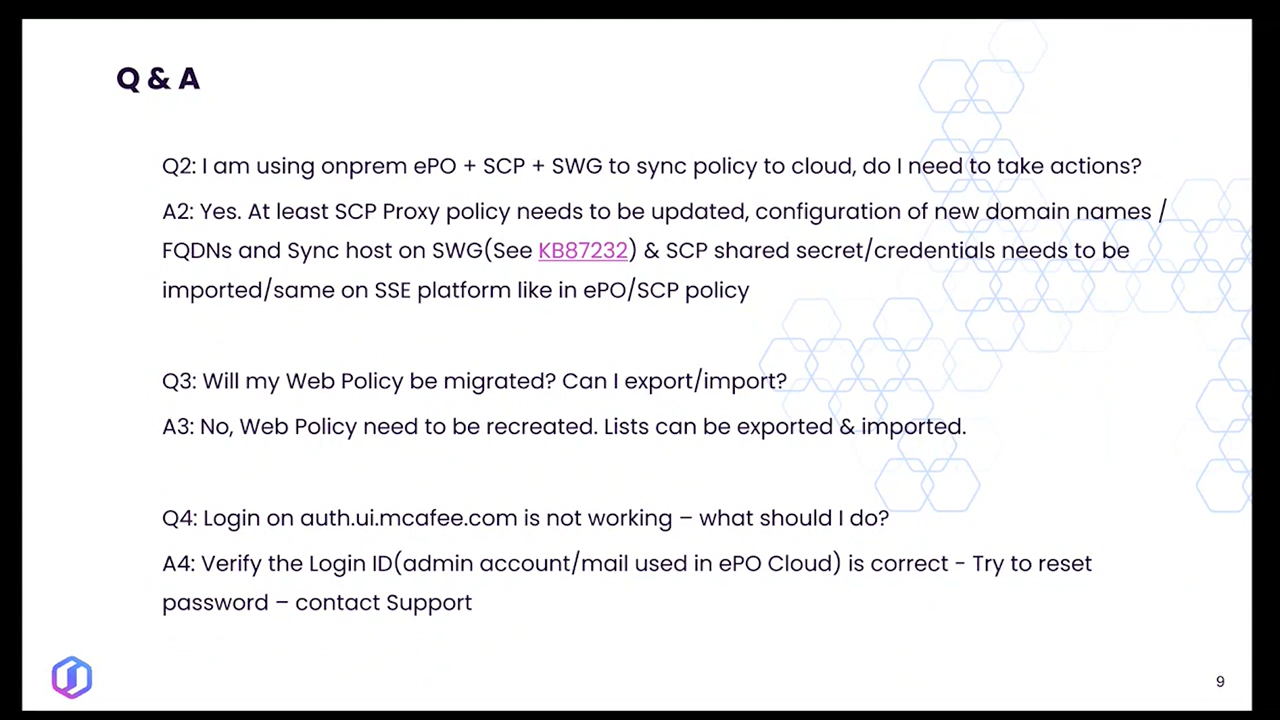 Q & A
Q2: I am using onprem ePO + SCP + SWG to sync policy to cloud, do I need to take actions?
A2: Yes. At least SCP Proxy policy needs to be updated, configuration of new domain names /
FQDNs and Sync host on SWG(See KB87232) & SCP shared secret/credentials needs to be
imported/same on SSE platform like in ePO/SCP policy
Q3: Will my Web Policy be migrated? Can I export/import?
A3: No, Web Policy need to be recreated. Lists can be exported & imported.
Q4: Login on auth.ui.mcafee.com is not working – what should I do?
A4: Verify the Login ID(admin account/mail used in ePO Cloud) is correct - Try to reset
password – contact Support
9